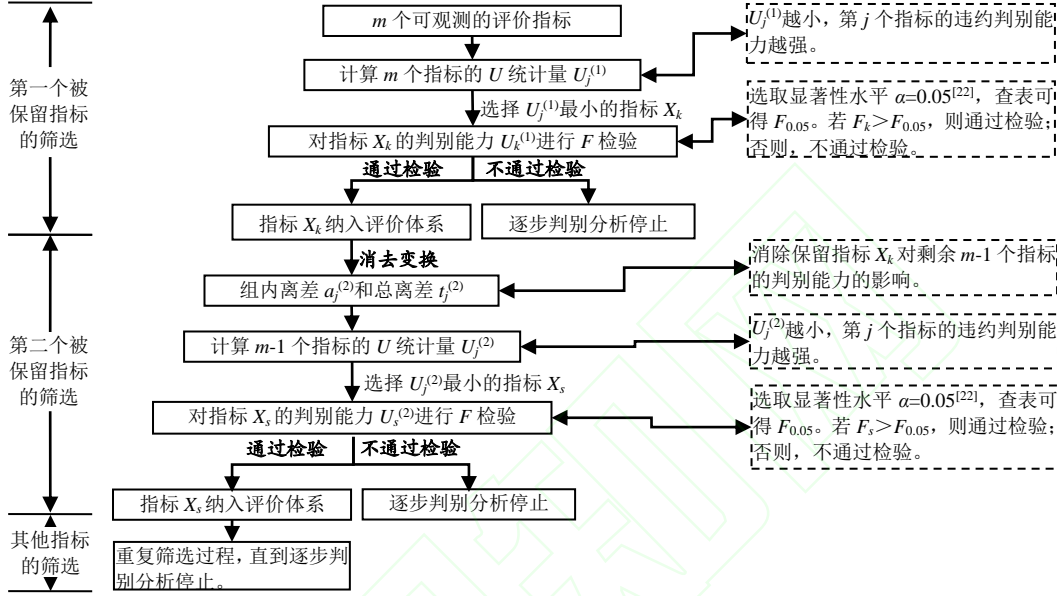 m 个可观测的评价指标
计算 m 个指标的 U 统计量 Uj(1)
Uj(1)越小，第 j 个指标的违约判别能
力越强。
选择 Uj(1)最小的指标 Xk
对指标 Xk 的判别能力 Uk(1)进行 F 检验
选取显著性水平 α=0.05[22]，查表可
得 F0.05。若 Fk＞F0.05，则通过检验；
否则，不通过检验。
通过检验
不通过检验
指标 Xk 纳入评价体系
逐步判别分析停止
第一个被
保留指标
的筛选
消去变换
组内离差 aj(2)和总离差 tj(2)
消除保留指标 Xk 对剩余 m-1 个指标
的判别能力的影响。
计算 m-1 个指标的 U 统计量 Uj(2)
Uj(2)越小，第 j 个指标的违约判别能
力越强。
选择 Uj(2)最小的指标 Xs
对指标 Xs 的判别能力 Us(2)进行 F 检验
选取显著性水平 α=0.05[22]，查表可
得 F0.05。若 Fs＞F0.05，则通过检验；
否则，不通过检验。
通过检验
不通过检验
指标 Xs 纳入评价体系
逐步判别分析停止
第二个被
保留指标
的筛选
其他指标
的筛选
重复筛选过程，直到逐步判
别分析停止。